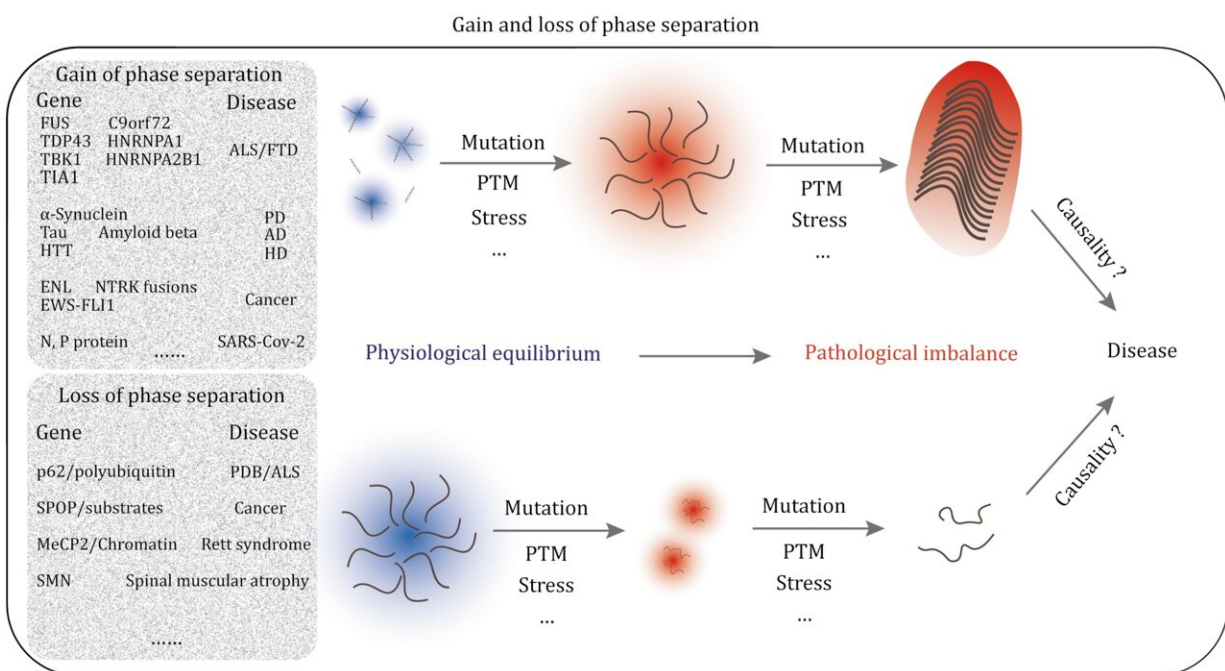 Gain and loss of phase separation
Gain of phase separation
Gene Disease
FUS C9orf72
TDP43 HNRNPA1
TBK1 HNRNPA2B1 ALS/FTD
TIA1
α-Synuclein PD
Tau Amyloid beta AD
HTT HD
ENL NTRK fusions
EWS-FLI1 Cancer
N, P protein SARS-Cov-2
......
Mutation
PTM
Stress
...
Mutation
PTM
Stress
...
Causality ?
Physiological equilibrium
Pathological imbalance
Disease
Loss of phase separation
Gene Disease
p62/polyubiquitin PDB/ALS
SPOP/substrates Cancer
MeCP2/Chromatin Rett syndrome
SMN Spinal muscular atrophy
......
Mutation
PTM
Stress
...
Mutation
PTM
Stress
...
Causality ?